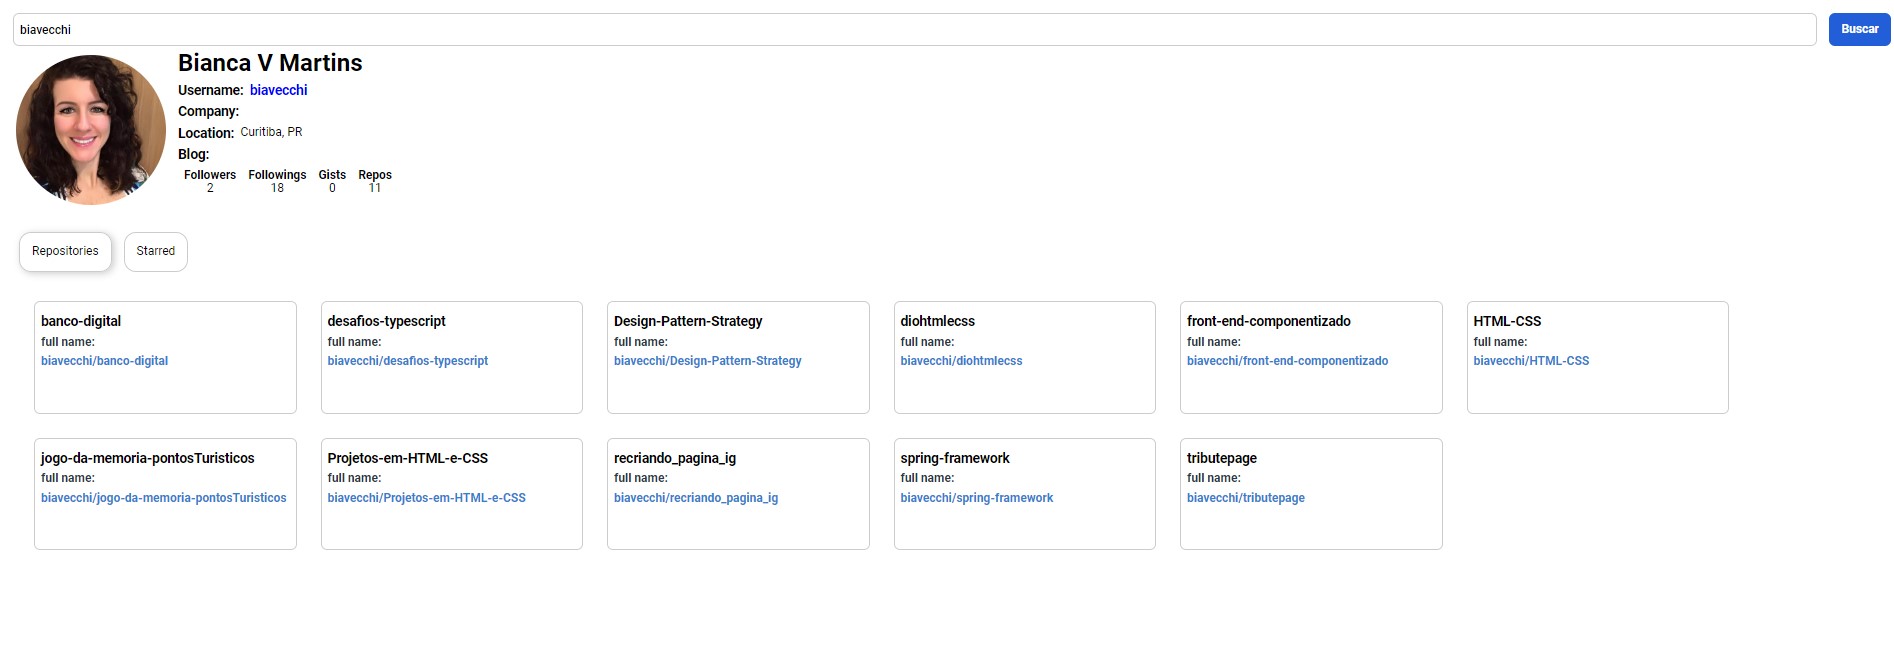 biavecchi
Buscar
Bianca V Martins
Username: biavecchi
Company:
Location: Curitiba, PR
Blog:
Followers Followings Gists Repos
2 18 0 11
Repositories Starred
banco-digital desafios-typescript Design-Pattern-Strategy diohtmlecss front-end-componentizado HTML-CSS
full name: full name: full name: full name: full name: full name:
biavecchi/banco-digital biavecchi/desafios-typescript biavecchi/Design-Pattern-Strategy biavecchi/diohtmlecss biavecchi/front-end-componentizado biavecchi/HTML-CSS
jogo-da-memoria-pontosTuristicos Projetos-em-HTML-e-CSS recriando_pagina_ig spring-framework tributepage
full name: full name: full name: full name: full name:
biavecchi/jogo-da-memoria-pontosTuristicos biavecchi/Projetos-em-HTML-e-CSS biavecchi/recriando_pagina_ig biavecchi/spring-framework biavecchi/tributepage